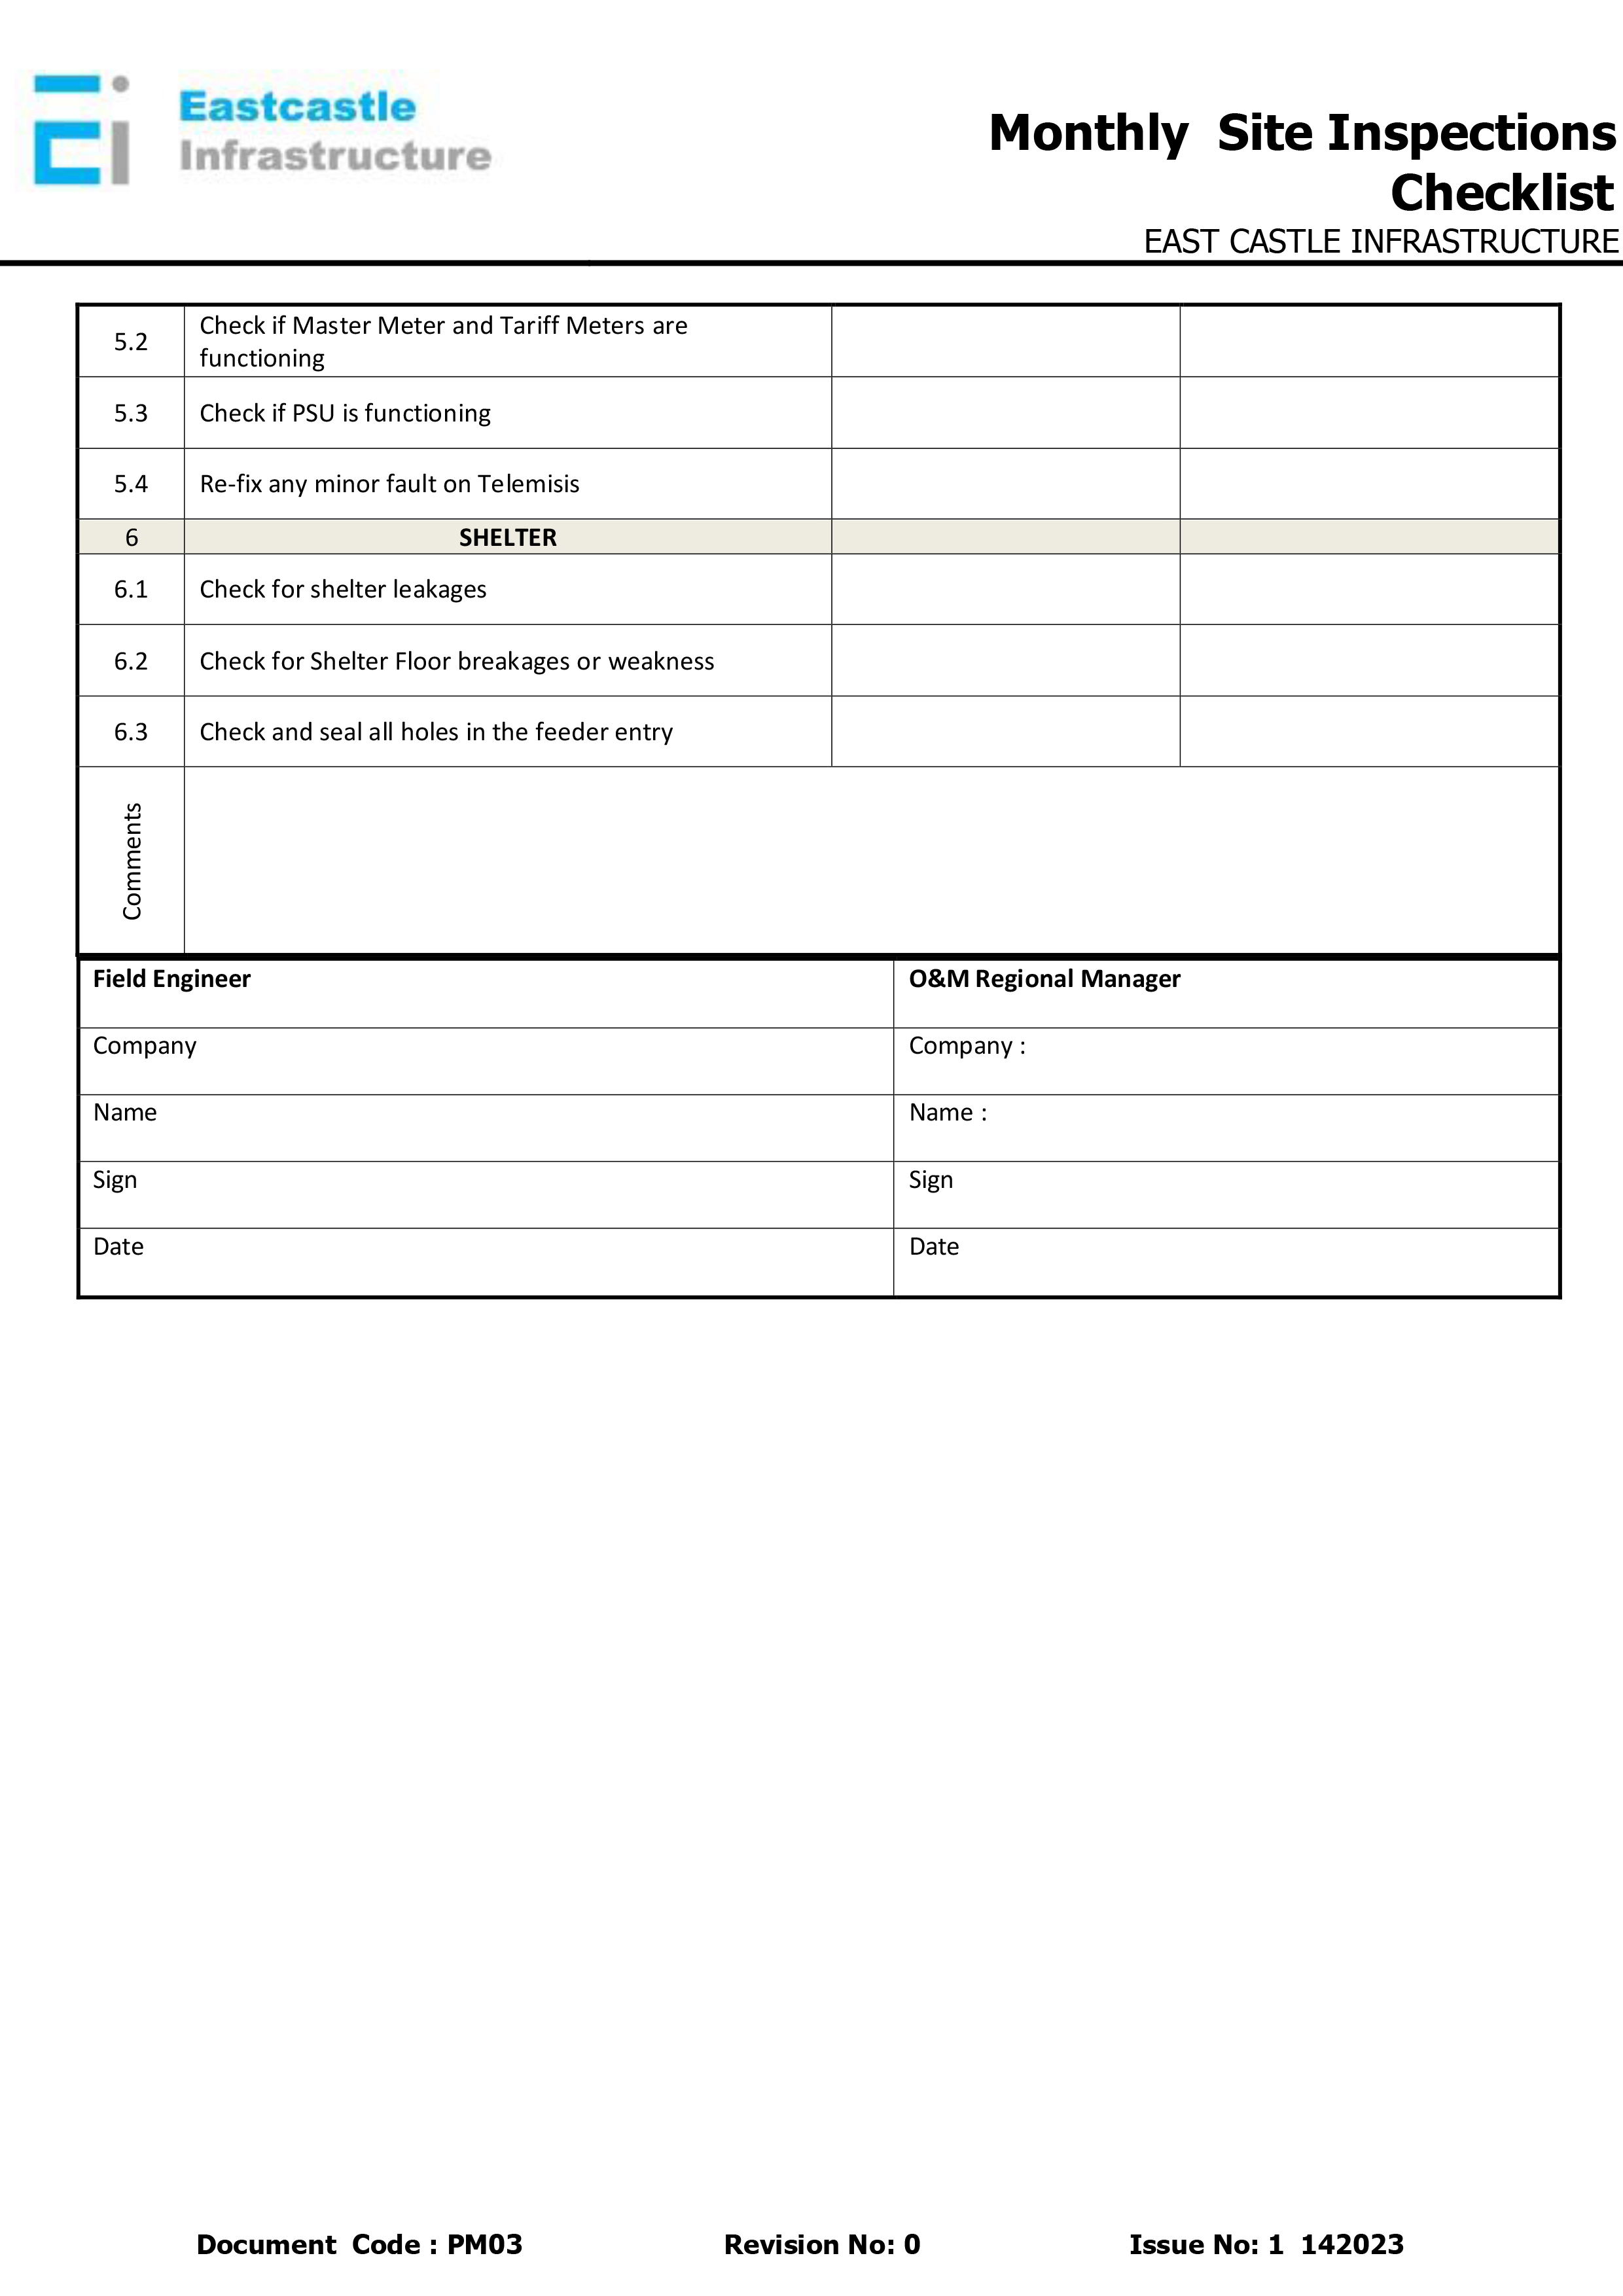 Eastcastle
Infrastructure
Monthly  Site Inspections
Checklist
EAST CASTLE INFRASTRUCTURE
5.2 Check if Master Meter and Tariff Meters are
functioning
5.3 Check if PSU is functioning
5.4 Re-fix any minor fault on Telemisis
6 SHELTER
6.1 Check for shelter leakages
6.2 Check for Shelter Floor breakages or weakness
6.3 Check and seal all holes in the feeder entry
Comments
Field Engineer O&M Regional Manager
Company Company :
Name Name :
Sign Sign
Date Date
Document  Code : PM03 Revision No: 0 Issue No: 1  142023